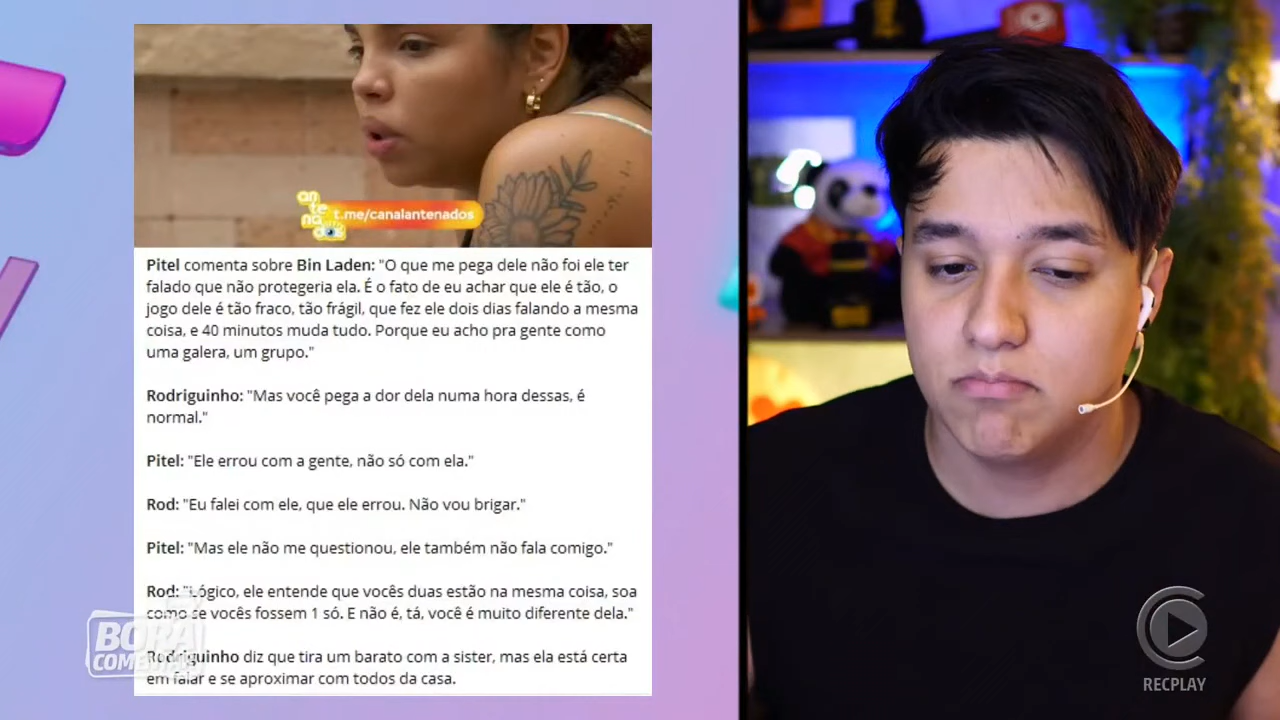 an
te
na
dos
t.me/canalantenados
Pitel comenta sobre Bin Laden: "O que me pega dele não foi ele ter
falado que não protegeria ela. É o fato de eu achar que ele é tão, o
jogo dele é tão fraco, tão frágil, que fez ele dois dias falando a mesma
coisa, e 40 minutos muda tudo. Porque eu acho pra gente como
uma galera, um grupo."
Rodriguinho: "Mas você pega a dor dela numa hora dessas, é
normal."
Pitel: "Ele errou com a gente, não só com ela."
Rod: "Eu falei com ele, que ele errou. Não vou brigar."
Pitel: "Mas ele não me questionou, ele também não fala comigo."
Rod: "Lógico, ele entende que vocês duas estão na mesma coisa, soa
como se vocês fossem 1 só. E não é, tá, você é muito diferente dela."
Rodriguinho diz que tira um barato com a sister, mas ela está certa
em falar e se aproximar com todos da casa.
BORA
RECPLAY